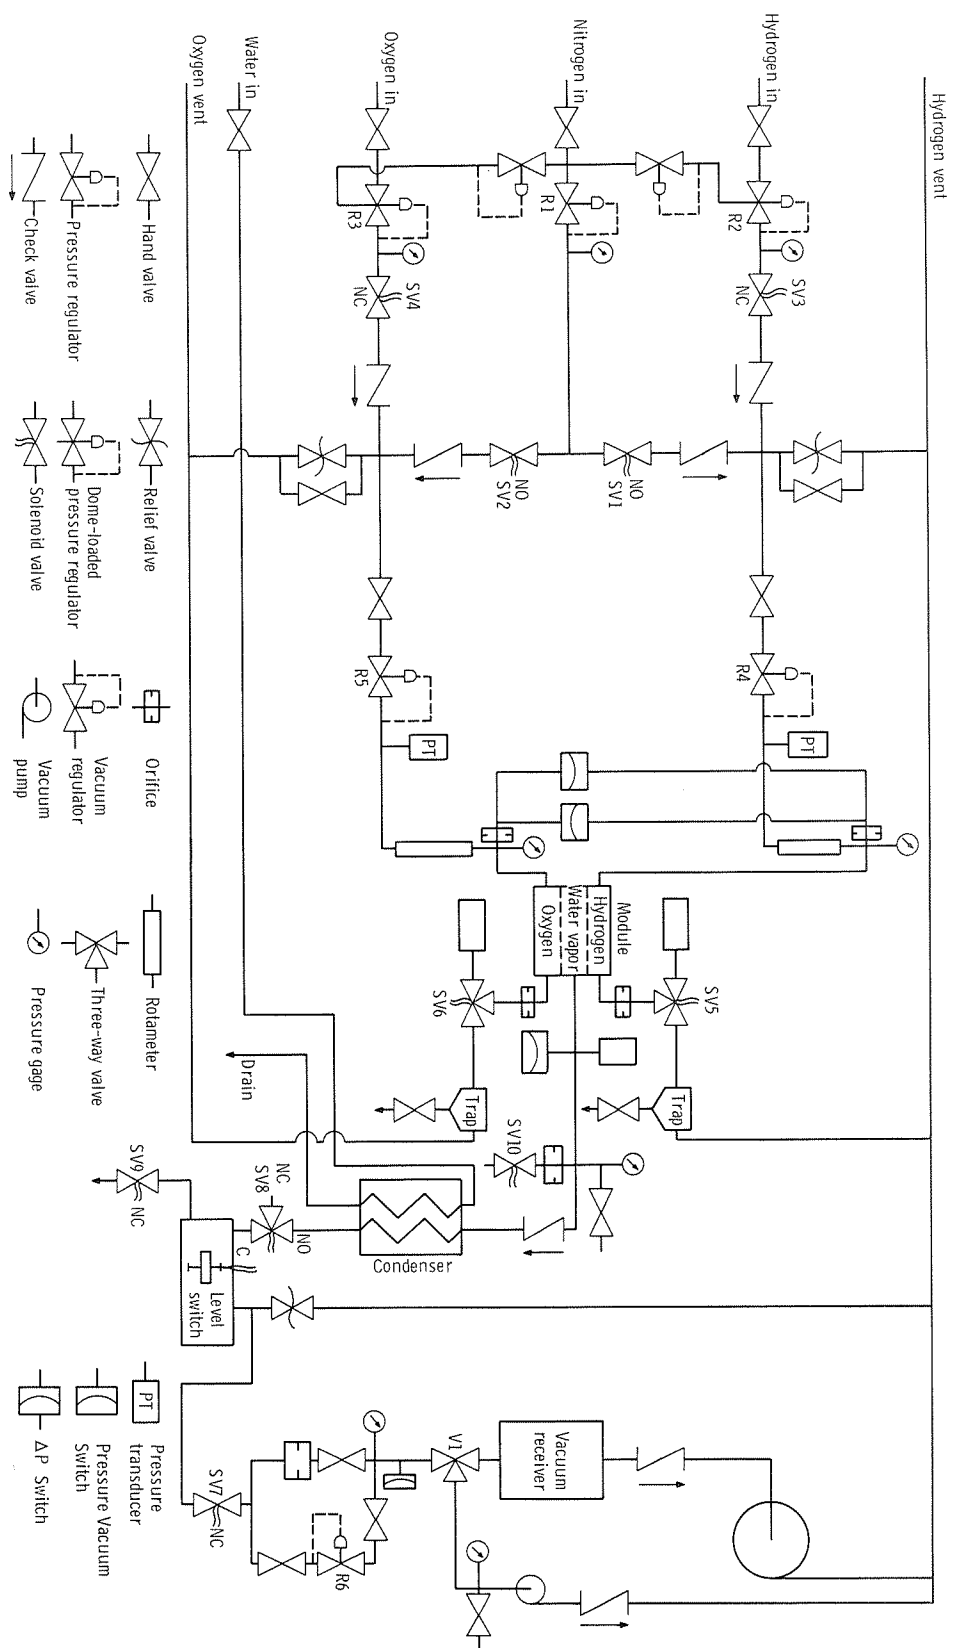 Hydrogen vent
Hydrogen in
R2
SV3
NC
R4
PT
Nitrogen in
R1
NO
SV1
NO
SV2
Oxygen in
R3
SV4
NC
R5
PT
Water in
Oxygen vent
Module
Hydrogen
Water vapor
Oxygen
SV5
SV6
Trap
Trap
Drain
SV10
Condenser
NC
SV8
NO
C
SV9
NC
Level
switch
SV7
NC
R6
V1
Vacuum
receiver
Hand valve
Pressure regulator
Check valve
Relief valve
Dome-loaded
pressure regulator
Solenoid valve
Orifice
Vacuum
regulator
Vacuum
pump
Rotameter
Three-way valve
Pressure gage
PT
Pressure
transducer
Pressure Vacuum
Switch
ΔP Switch